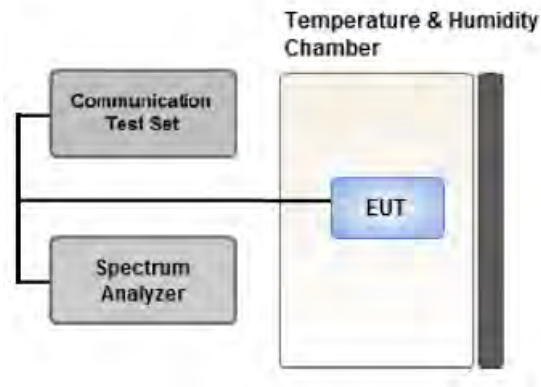 Temperature & Humidity
Chamber
Communication
Test Set
EUT
Spectrum
Analyzer